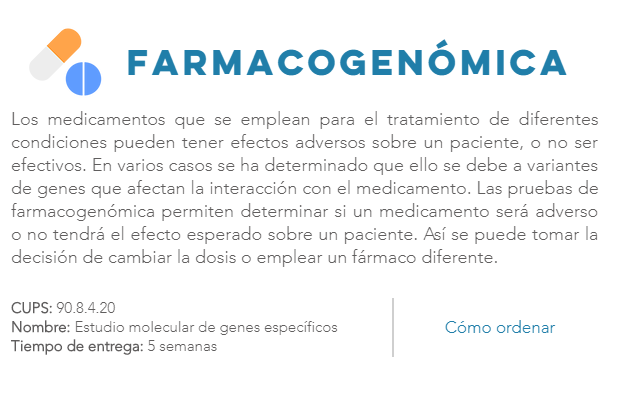 FARMACOGENÓMICA
Los medicamentos que se emplean para el tratamiento de diferentes
condiciones pueden tener efectos adversos sobre un paciente, o no ser
efectivos. En varios casos se ha determinado que ello se debe a variantes
de genes que afectan la interacción con el medicamento. Las pruebas de
farmacogenómica permiten determinar si un medicamento será adverso
o no tendrá el efecto esperado sobre un paciente. Así se puede tomar la
decisión de cambiar la dosis o emplear un fármaco diferente.
CUPS: 90.8.4.20
Nombre: Estudio molecular de genes específicos
Tiempo de entrega: 5 semanas
Cómo ordenar